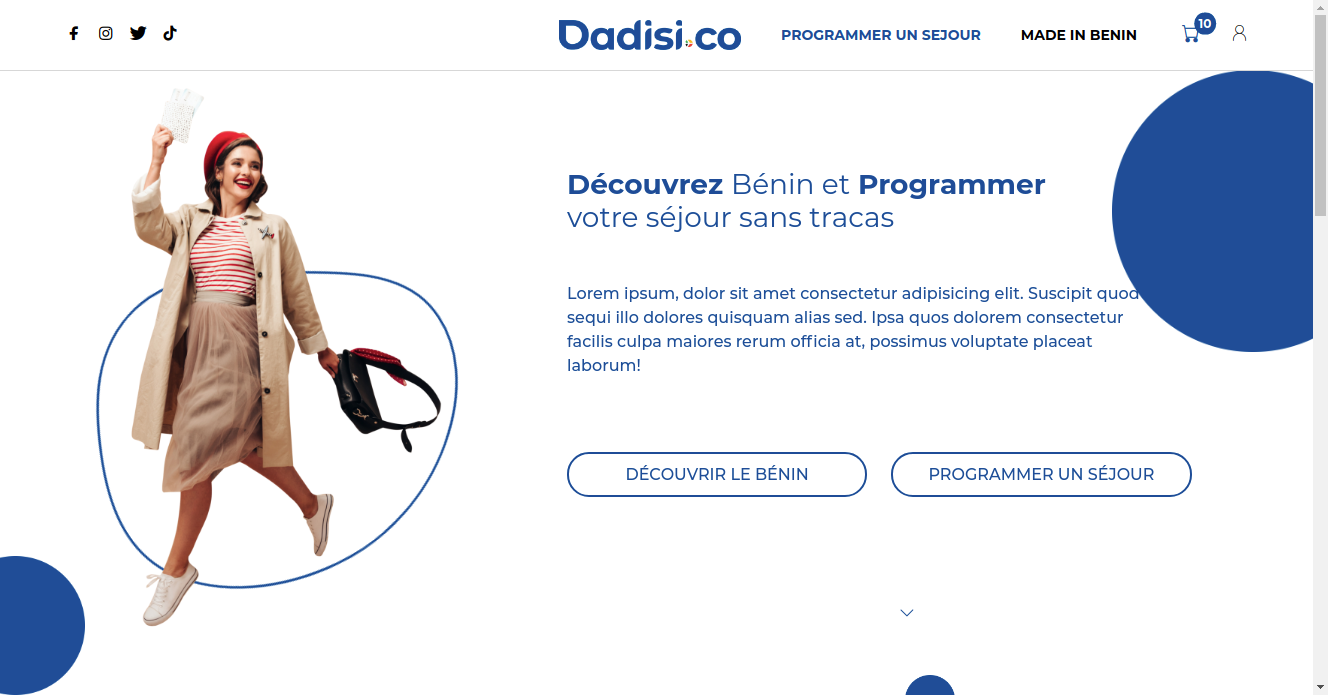 Dadisi.co
PROGRAMMER UN SEJOUR
MADE IN BENIN
10
Découvrez Bénin et Programmer
votre séjour sans tracas
Lorem ipsum, dolor sit amet consectetur adipisicing elit. Suscipit quod
sequi illo dolores quisquam alias sed. Ipsa quos dolorem consectetur
facilis culpa maiores rerum officia at, possimus voluptate placeat
laborum!
DÉCOUVRIR LE BÉNIN
PROGRAMMER UN SÉJOUR